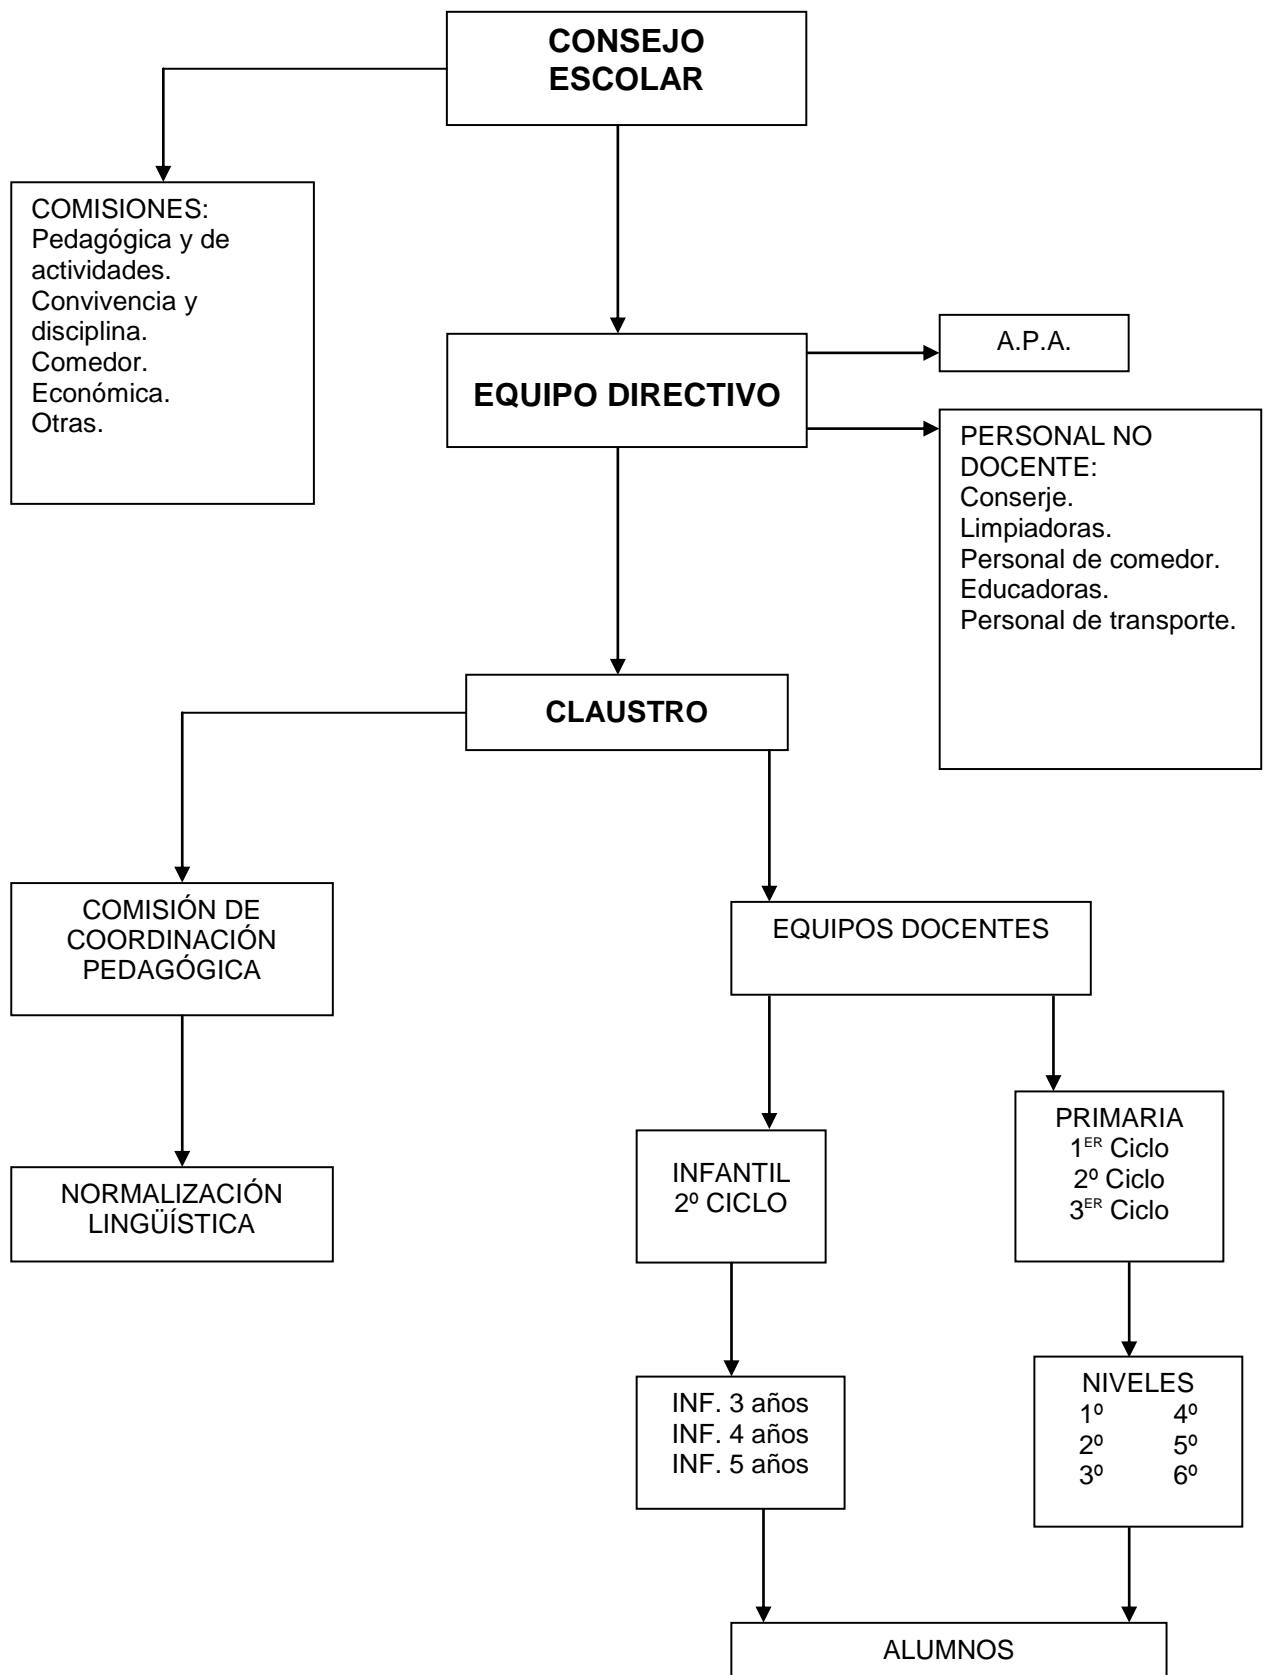 CONSEJO
ESCOLAR
COMISIONES:
Pedagógica y de
actividades.
Convivencia y
disciplina.
Comedor.
Económica.
Otras.
A.P.A.
EQUIPO DIRECTIVO
PERSONAL NO
DOCENTE:
Conserje.
Limpiadoras.
Personal de comedor.
Educadoras.
Personal de transporte.
CLAUSTRO
COMISIÓN DE
COORDINACIÓN
PEDAGÓGICA
EQUIPOS DOCENTES
NORMALIZACIÓN
LINGÜÍSTICA
INFANTIL
2º CICLO
PRIMARIA
1ER Ciclo
2º Ciclo
3ER Ciclo
INF. 3 años
INF. 4 años
INF. 5 años
NIVELES
1º 4º
2º 5º
3º 6º
ALUMNOS